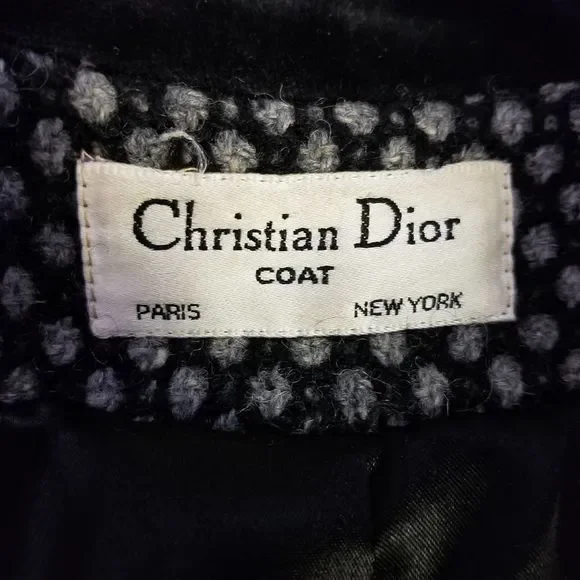 Christian Dior
COAT
PARIS NEW YORK